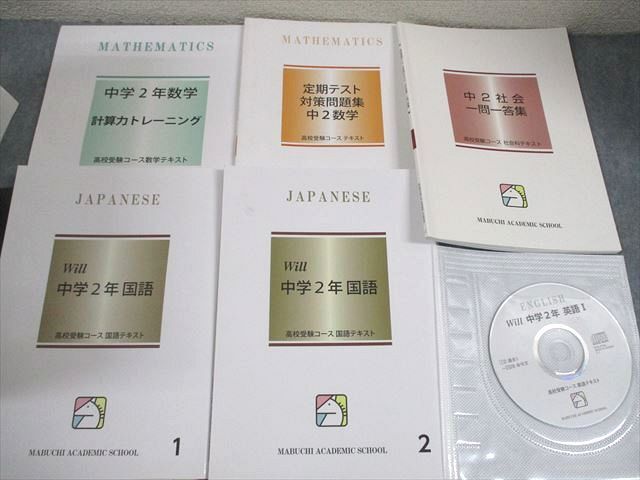 MATHEMATICS
中学2年数学
計算力トレーニング
高校受験コース数学テキスト
MATHEMATICS
定期テスト
対策問題集
中2数学
高校受験コース テキスト
中2社会
一問一答集
高校受験コース 社会科テキスト
MABUCHI ACADEMIC SCHOOL
JAPANESE
Will
中学2年 国語
高校受験コース 国語テキスト
MABUCHI ACADEMIC SCHOOL
1
JAPANESE
Will
中学2年 国語
高校受験コース 国語テキスト
MABUCHI ACADEMIC SCHOOL
2
ENGLISH
Will 中学2年 英語 I
高校受験コース 英語テキスト
MABUCHI ACADEMIC SCHOOL